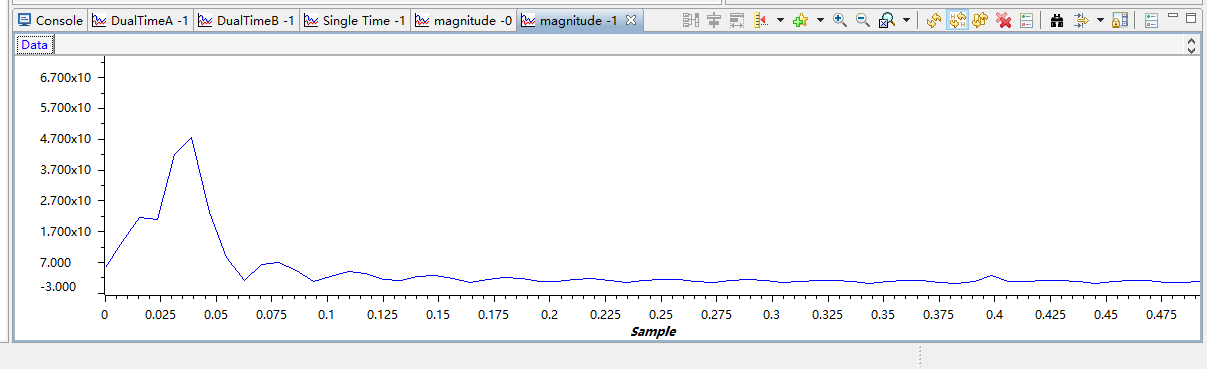 Console DualTimeA -1 DualTimeB -1 Single Time -1 magnitude -0 magnitude -1
Data
6.700x10
5.700x10
4.700x10
3.700x10
2.700x10
1.700x10
7.000
-3.000
0 0.025 0.05 0.075 0.1 0.125 0.15 0.175 0.2 0.225 0.25 0.275 0.3 0.325 0.35 0.375 0.4 0.425 0.45 0.475
Sample